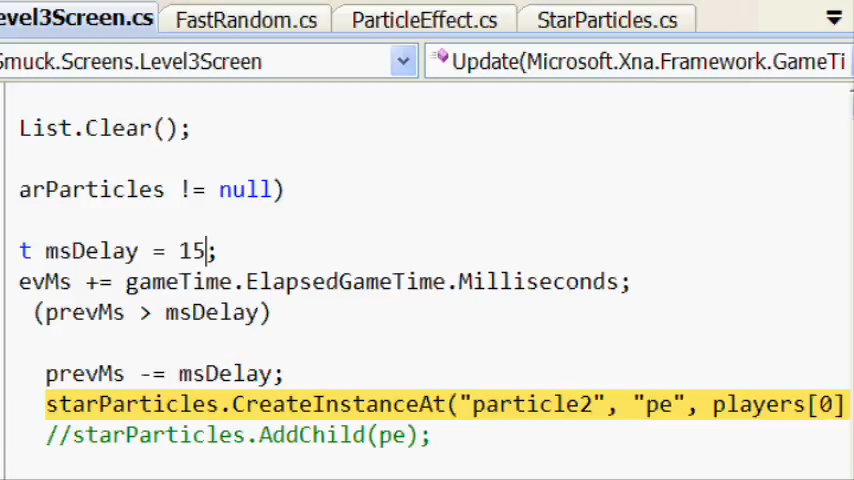 evel3Screen.cs FastRandom.cs ParticleEffect.cs StarParticles.cs
Smuck.Screens.Level3Screen Update(Microsoft.Xna.Framework.GameTi
List.Clear();
arParticles != null)
t msDelay = 15;
evMs += gameTime.ElapsedGameTime.Milliseconds;
(prevMs > msDelay)
prevMs -= msDelay;
starParticles.CreateInstanceAt("particle2", "pe", players[0]
//starParticles.AddChild(pe);